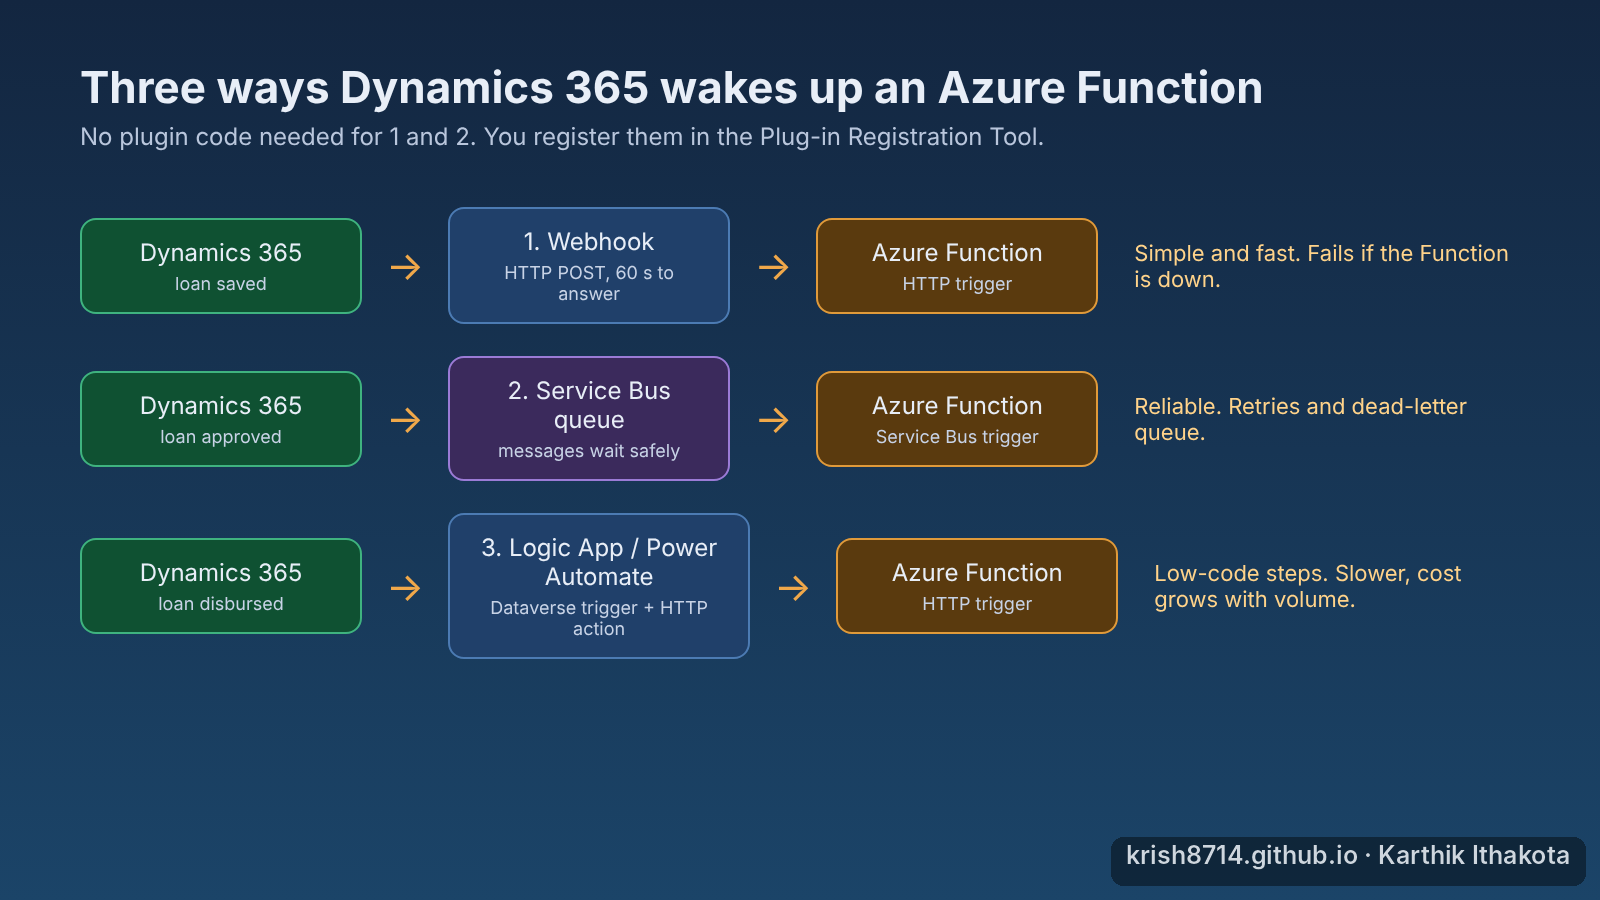 Three ways Dynamics 365 wakes up an Azure Function
No plugin code needed for 1 and 2. You register them in the Plug-in Registration Tool.
Dynamics 365
loan saved
→
1. Webhook
HTTP POST, 60 s to
answer
→
Azure Function
HTTP trigger
Simple and fast. Fails if the Function
is down.
Dynamics 365
loan approved
→
2. Service Bus
queue
messages wait safely
→
Azure Function
Service Bus trigger
Reliable. Retries and dead-letter
queue.
Dynamics 365
loan disbursed
→
3. Logic App / Power
Automate
Dataverse trigger + HTTP
action
→
Azure Function
HTTP trigger
Low-code steps. Slower, cost
grows with volume.
krish8714.github.io · Karthik Ithakota